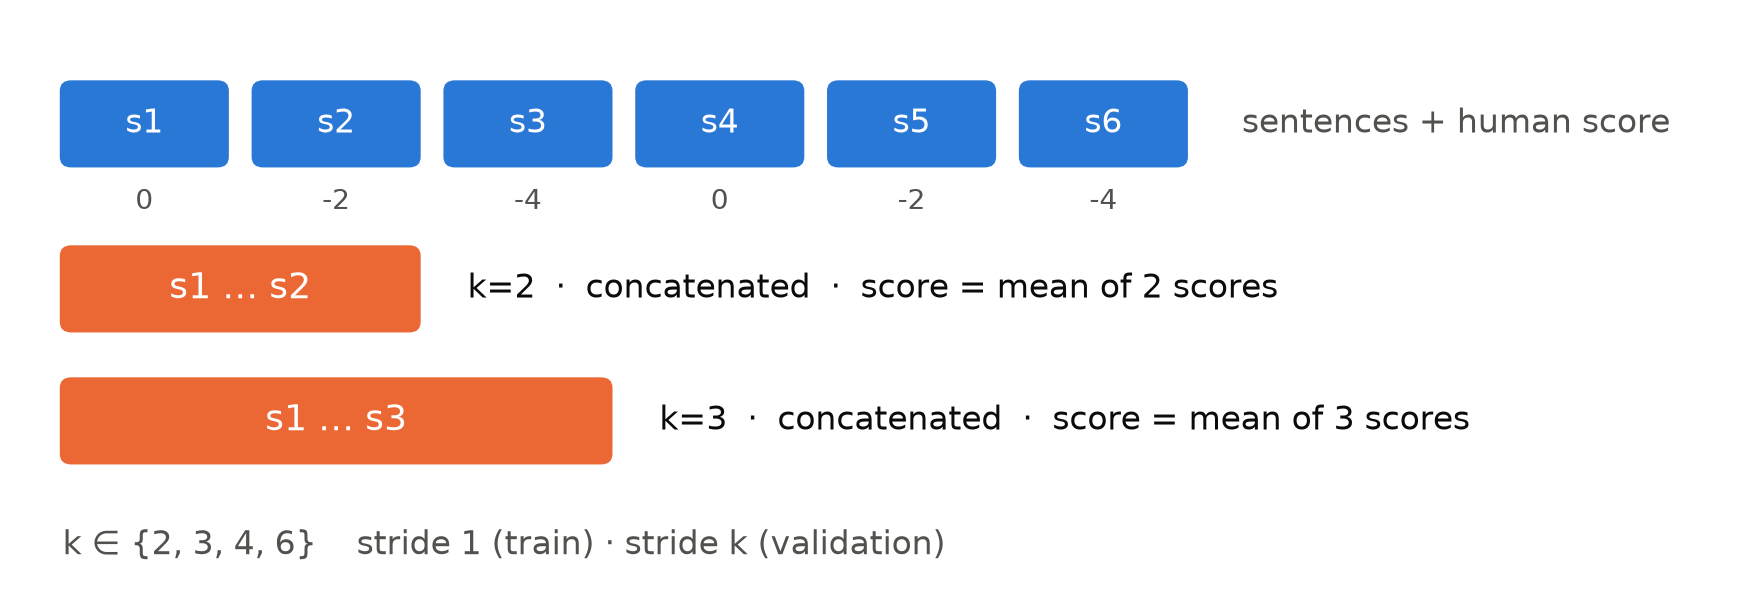 s1 s2 s3 s4 s5 s6 sentences + human score
0 -2 -4 0 -2 -4
s1 ... s2 k=2 · concatenated · score = mean of 2 scores
s1 ... s3 k=3 · concatenated · score = mean of 3 scores
k ∈ {2, 3, 4, 6} stride 1 (train) · stride k (validation)